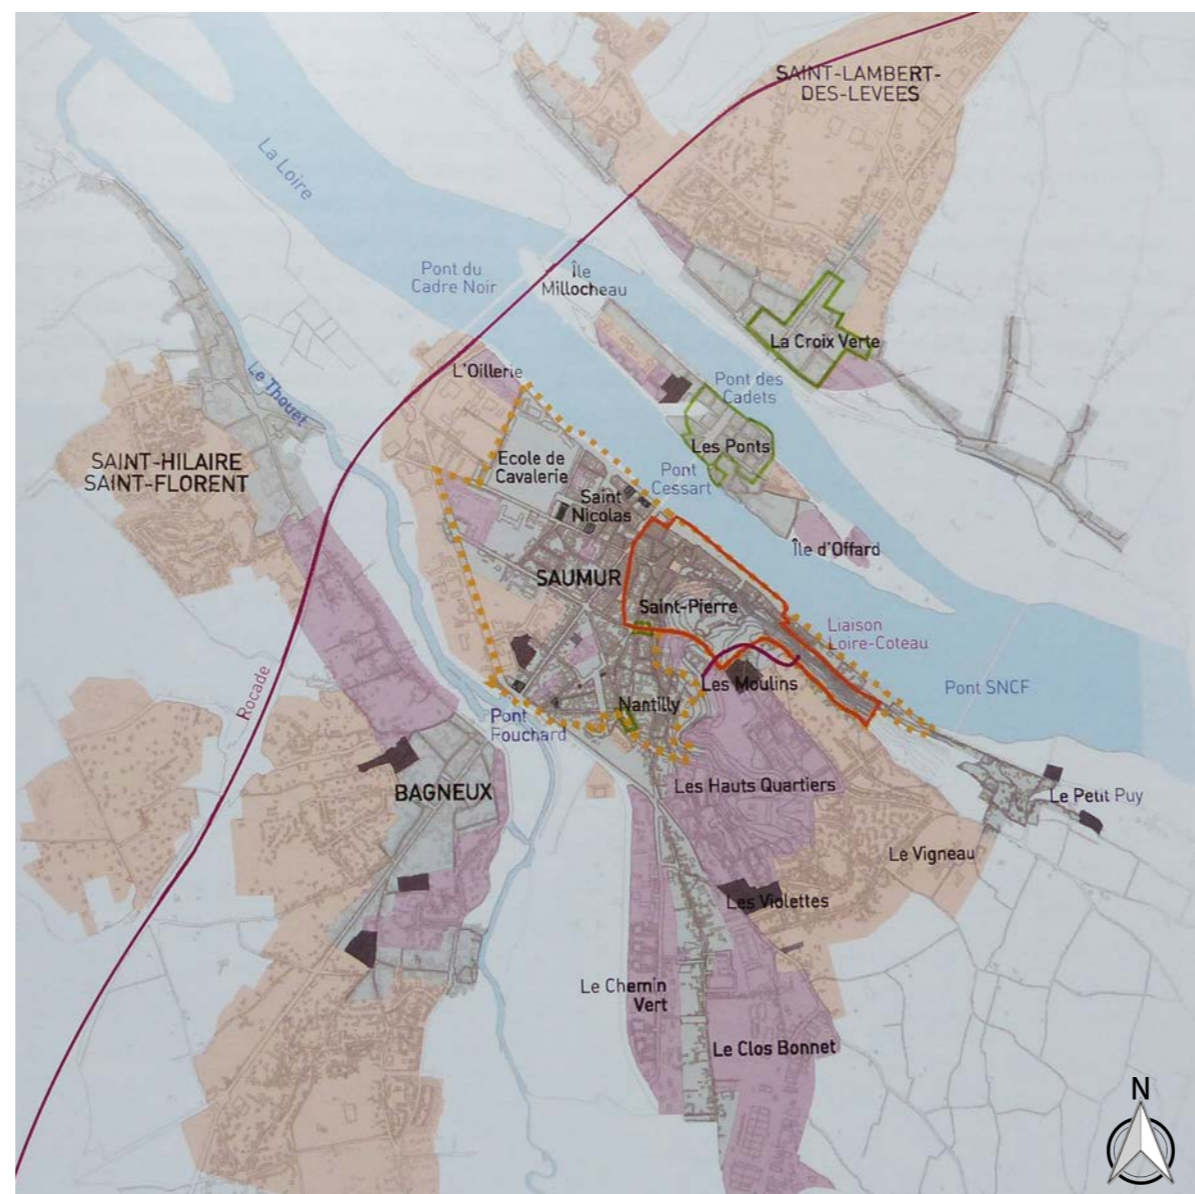 SAINT-LAMBERT-
DES-LEVEES
La Loire
Pont du
Cadre Noir
Île
Millocheau
La Croix Verte
L'Oillerie
Pont des
Cadets
Le Thouet
Les Ponts
SAINT-HILAIRE
SAINT-FLORENT
Ecole de
Cavalerie
Pont
Cessart
Saint
Nicolas
Île d'Offard
SAUMUR
Saint-Pierre
Liaison
Loire-Coteau
Rocade
Les Moulins
Pont SNCF
Nantilly
Pont
Fouchard
BAGNEUX
Les Hauts Quartiers
Le Petit Puy
Le Vigneau
Les Violettes
Le Chemin
Vert
Le Clos Bonnet
N